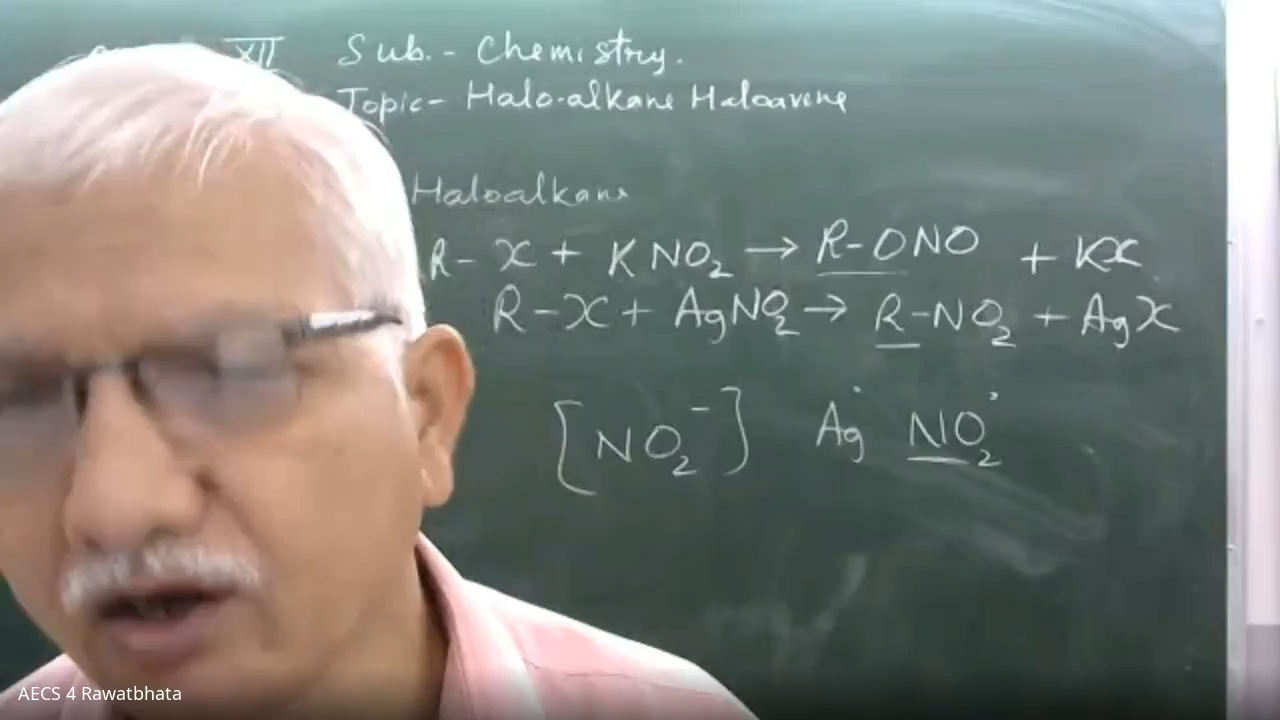 XII Sub.- Chemistry.
Topic- Halo-alkane Haloarene
Haloalkane
R- X + KNO₂ → R-ONO + KX
R-X + AgNO₂ → R-NO₂ + AgX
[NO₂⁻] Ag NO₂
AECS 4 Rawatbhata